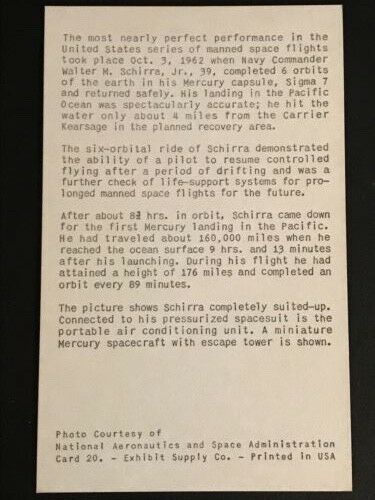 The most nearly perfect performance in the
United States series of manned space flights
took place Oct. 3, 1962 when Navy Commander
Walter M. Schirra, Jr., 39, completed 6 orbits
of the earth in his Mercury capsule, Sigma 7
and returned safely. His landing in the Pacific
Ocean was spectacularly accurate; he hit the
water only about 4 miles from the Carrier
Kearsage in the planned recovery area.
The six-orbital ride of Schirra demonstrated
the ability of a pilot to resume controlled
flying after a period of drifting and was a
further check of life-support systems for pro-
longed manned space flights for the future.
After about 8¾ hrs. in orbit, Schirra came down
for the first Mercury landing in the Pacific.
He had traveled about 160,000 miles when he
reached the ocean surface 9 hrs. and 13 minutes
after his launching. During his flight he had
attained a height of 176 miles and completed an
orbit every 89 minutes.
The picture shows Schirra completely suited-up.
Connected to his pressurized spacesuit is the
portable air conditioning unit. A miniature
Mercury spacecraft with escape tower is shown.
Photo Courtesy of
National Aeronautics and Space Administration
Card 20. - Exhibit Supply Co. - Printed in USA